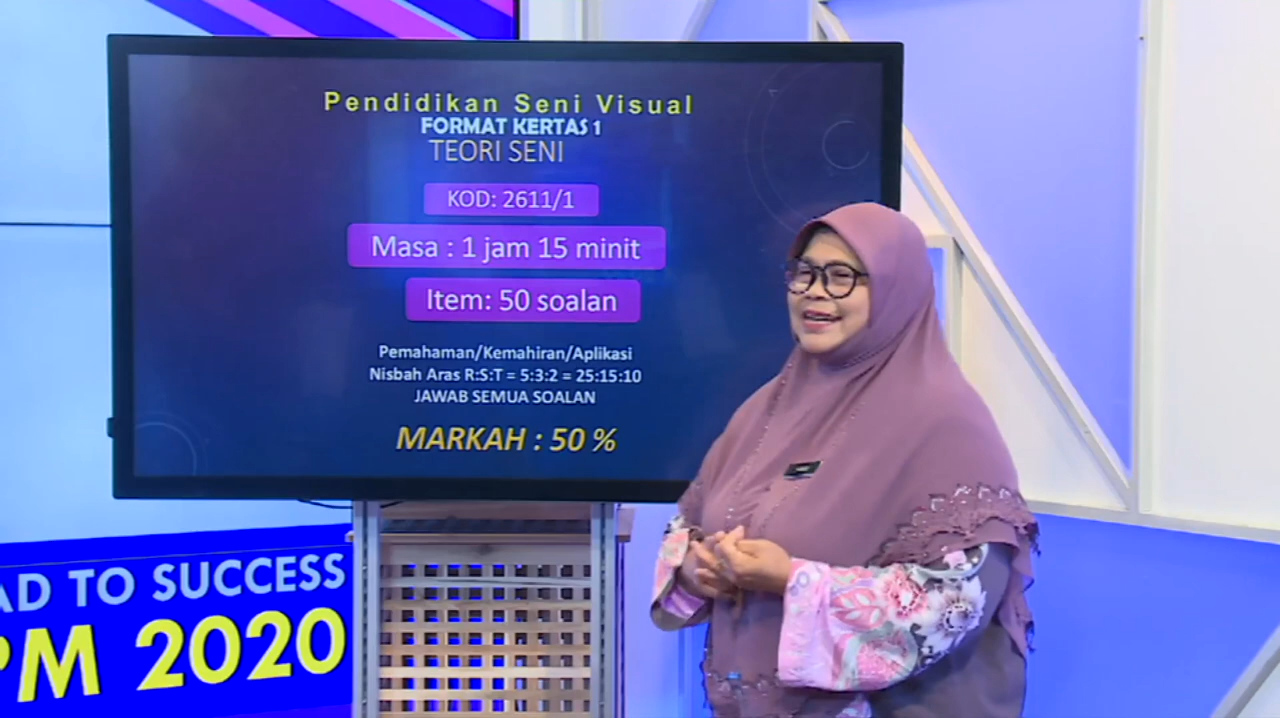 Pendidikan Seni Visual
FORMAT KERTAS 1
TEORI SENI
KOD: 2611/1
Masa : 1 jam 15 minit
Item: 50 soalan
Pemahaman/Kemahiran/Aplikasi
Nisbah Aras R:S:T = 5:3:2 = 25:15:10
JAWAB SEMUA SOALAN
MARKAH : 50 %
AD TO SUCCESS
PM 2020